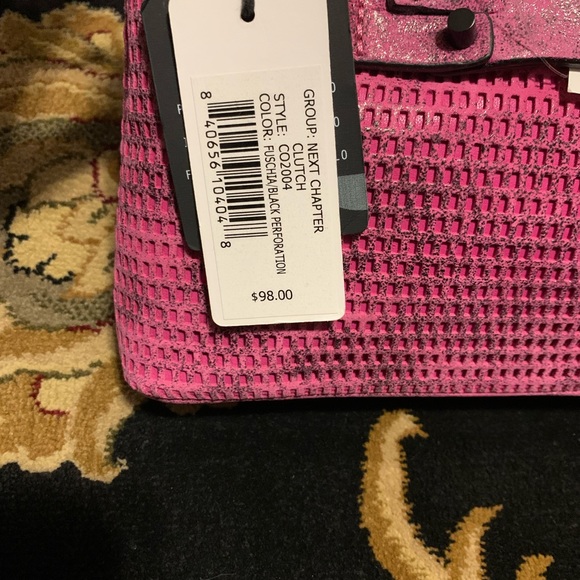 GROUP: NEXT CHAPTER
CLUTCH
STYLE: CO2004
COLOR: FUSCHIA/BLACK PERFORATION
8 40656 10404 8
$98.00